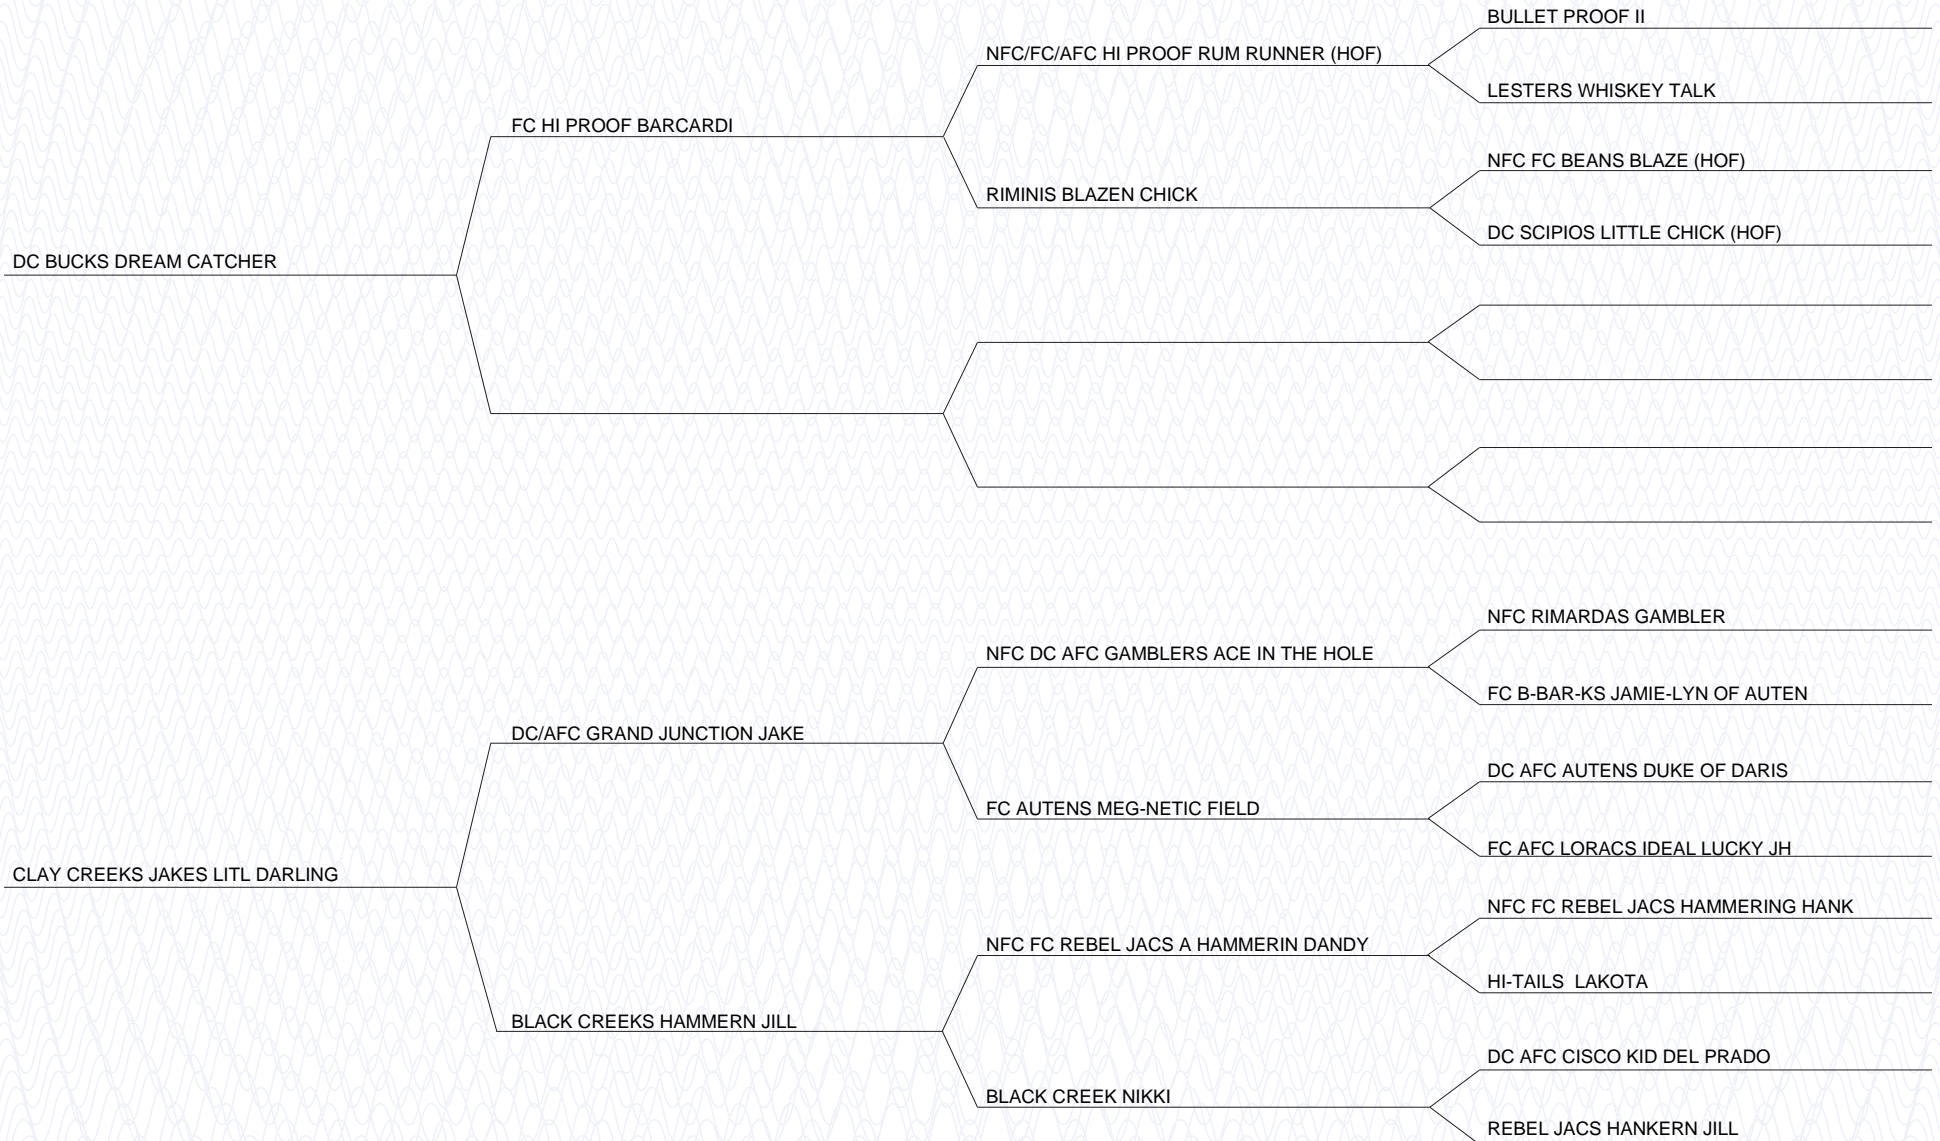 BULLET PROOF II
NFC/FC/AFC HI PROOF RUM RUNNER (HOF)
LESTERS WHISKEY TALK
FC HI PROOF BARCARDI
NFC FC BEANS BLAZE (HOF)
RIMINIS BLAZEN CHICK
DC SCIPIOS LITTLE CHICK (HOF)
DC BUCKS DREAM CATCHER
NFC RIMARDAS GAMBLER
NFC DC AFC GAMBLERS ACE IN THE HOLE
FC B-BAR-KS JAMIE-LYN OF AUTEN
DC/AFC GRAND JUNCTION JAKE
DC AFC AUTENS DUKE OF DARIS
FC AUTENS MEG-NETIC FIELD
FC AFC LORACS IDEAL LUCKY JH
CLAY CREEKS JAKES LITL DARLING
NFC FC REBEL JACS HAMMERING HANK
NFC FC REBEL JACS A HAMMERIN DANDY
HI-TAILS  LAKOTA
BLACK CREEKS HAMMERN JILL
DC AFC CISCO KID DEL PRADO
BLACK CREEK NIKKI
REBEL JACS HANKERN JILL